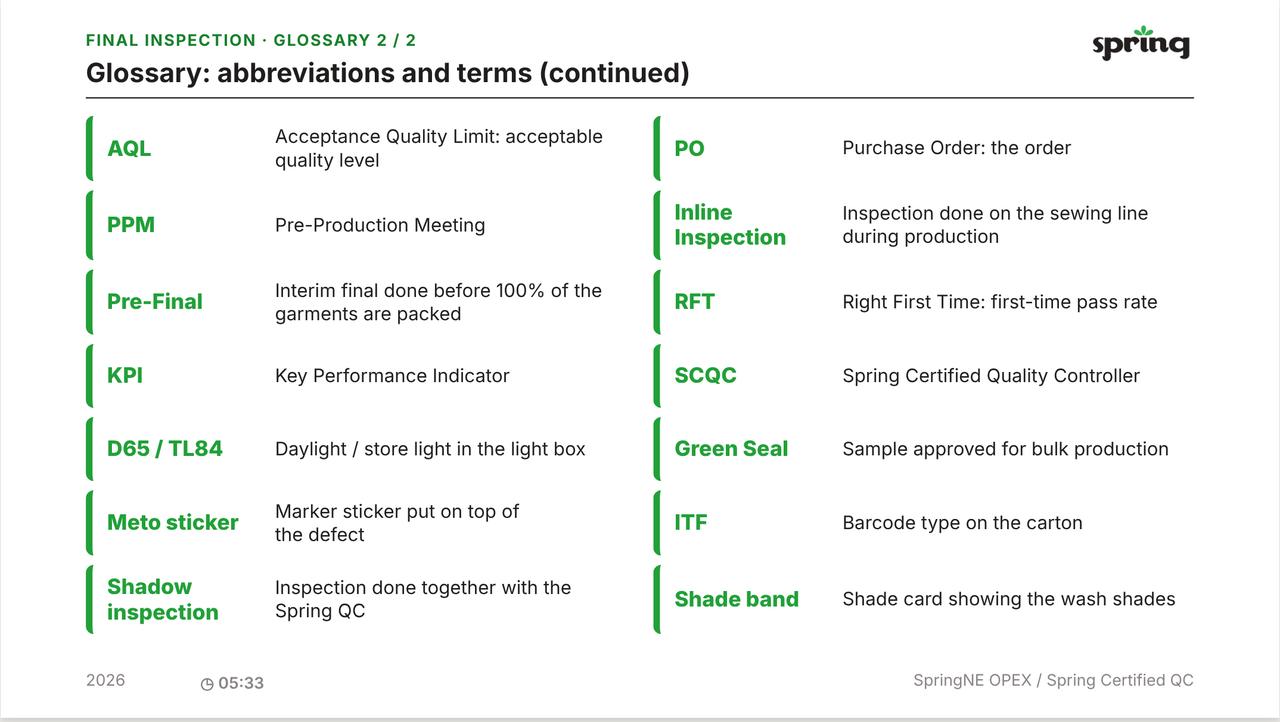 FINAL INSPECTION · GLOSSARY 2 / 2
spring
Glossary: abbreviations and terms (continued)
AQL
Acceptance Quality Limit: acceptable
quality level
PPM
Pre-Production Meeting
Pre-Final
Interim final done before 100% of the
garments are packed
KPI
Key Performance Indicator
D65 / TL84
Daylight / store light in the light box
Meto sticker
Marker sticker put on top of
the defect
Shadow
inspection
Inspection done together with the
Spring QC
PO
Purchase Order: the order
Inline
Inspection
Inspection done on the sewing line
during production
RFT
Right First Time: first-time pass rate
SCQC
Spring Certified Quality Controller
Green Seal
Sample approved for bulk production
ITF
Barcode type on the carton
Shade band
Shade card showing the wash shades
2026
05:33
SpringNE OPEX / Spring Certified QC